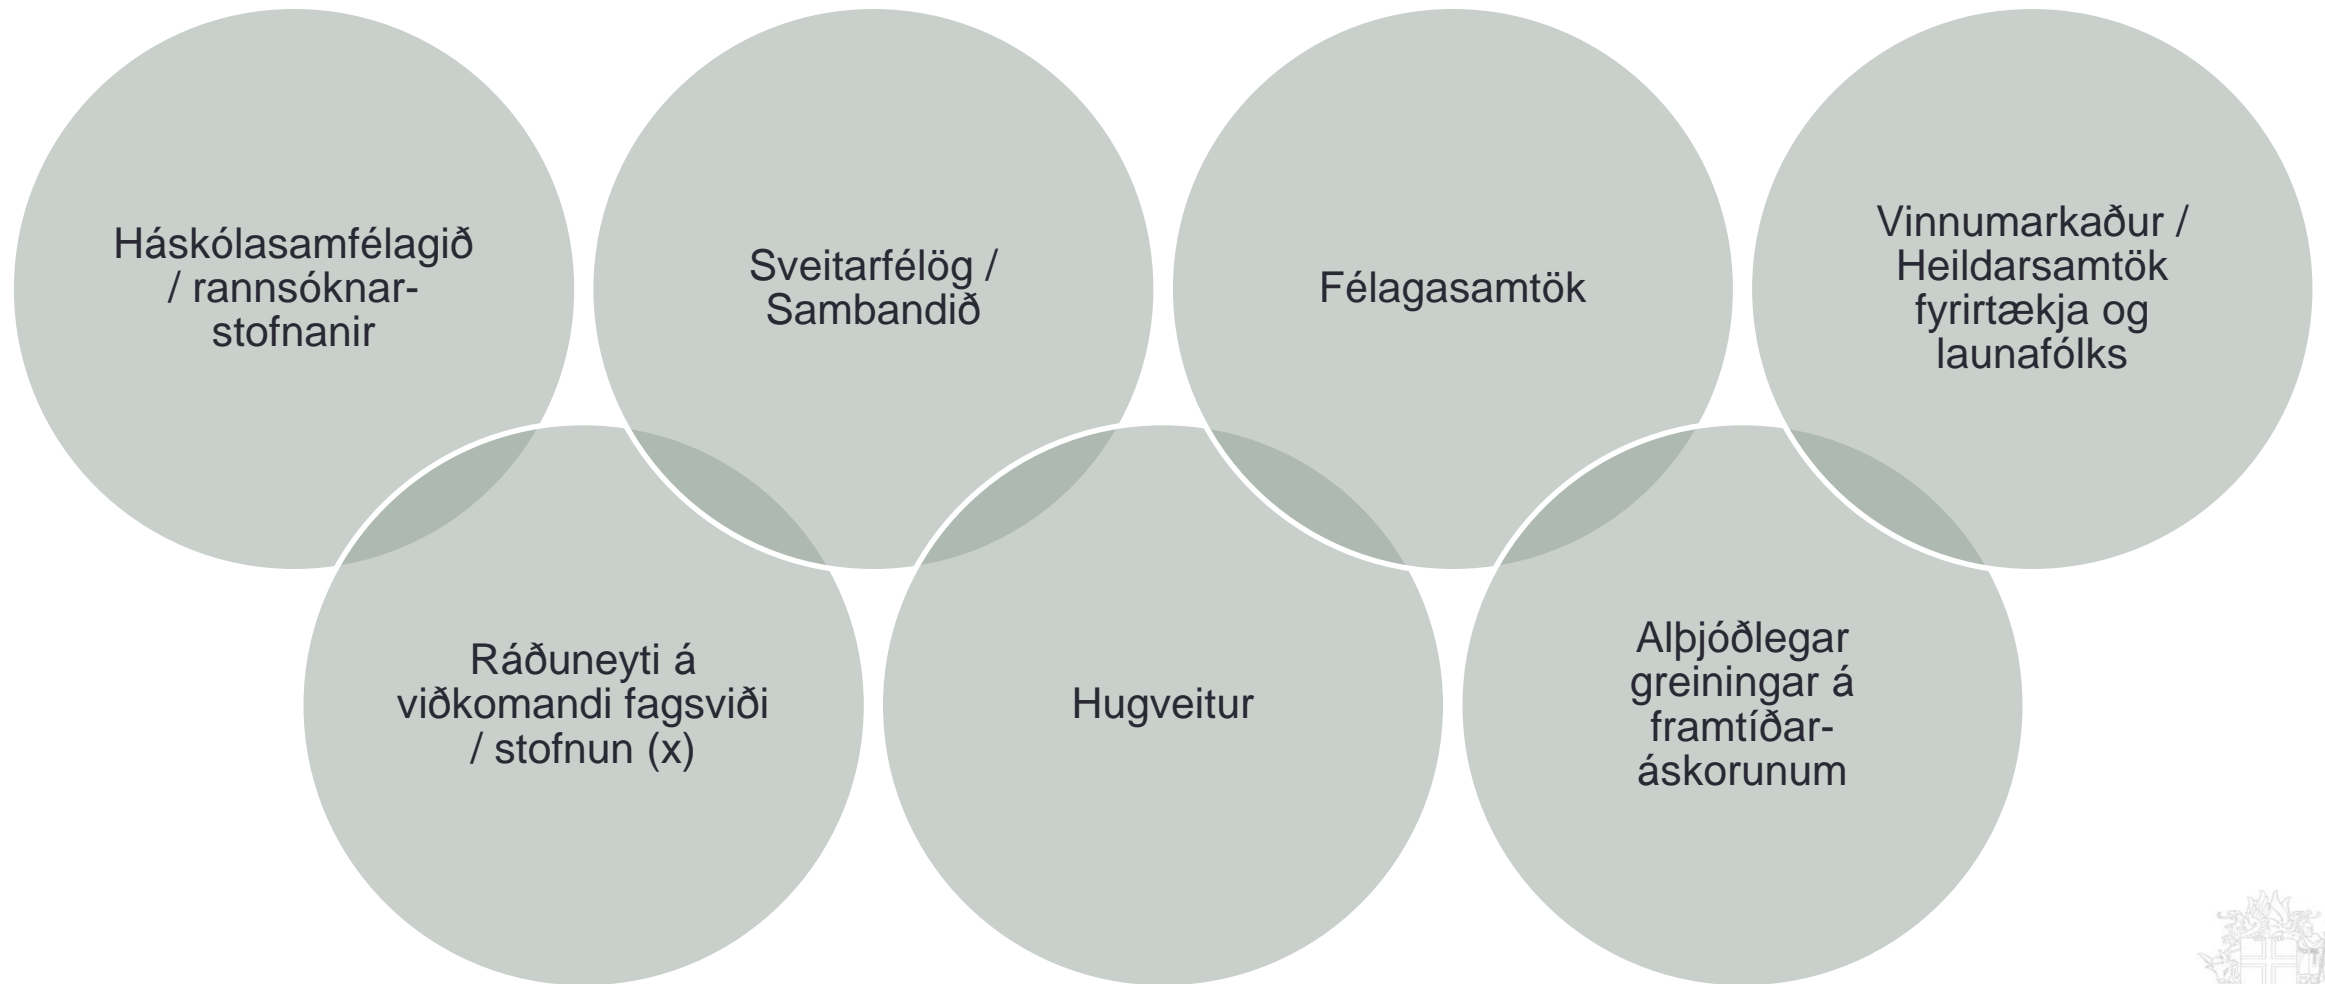 Háskólasamfélagið
/ rannsóknar-
stofnanir
Sveitarfélög /
Sambandið
Félagasamtök
Vinnumarkaður /
Heildarsamtök
fyrirtækja og
launafólks
Ráðuneyti á
viðkomandi fagsviði
/ stofnun (x)
Hugveitur
Alþjóðlegar
greiningar á
framtíðar-
áskorunum